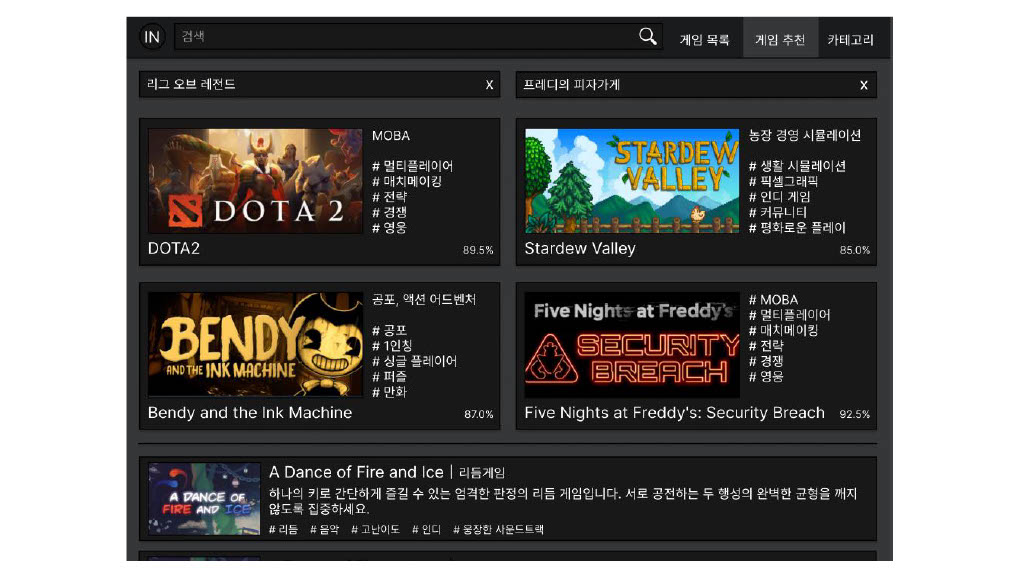 IN 검색 게임 목록 게임 추천 카테고리
리그 오브 레전드 X
프레디의 피자가게 X
DOTA 2
MOBA
# 멀티플레이어
# 매치메이킹
# 전략
# 경쟁
# 영웅
DOTA2 89.5%
STARDEW
VALLEY
농장 경영 시뮬레이션
# 생활 시뮬레이션
# 픽셀그래픽
# 인디 게임
# 커뮤니티
# 평화로운 플레이
Stardew Valley 85.0%
BENDY
AND THE INK MACHINE
공포, 액션 어드벤처
# 공포
# 1인칭
# 싱글 플레이어
# 퍼즐
# 만화
Bendy and the Ink Machine 87.0%
Five Nights at Freddy's
SECURITY
BREACH
# MOBA
# 멀티플레이어
# 매치메이킹
# 전략
# 경쟁
# 영웅
Five Nights at Freddy's: Security Breach 92.5%
A DANCE OF
FIRE AND ICE
A Dance of Fire and Ice | 리듬게임
하나의 키로 간단하게 즐길 수 있는 엄격한 판정의 리듬 게임입니다. 서로 공전하는 두 행성의 완벽한 균형을 깨지
않도록 집중하세요.
# 리듬 # 음악 # 고난이도 # 인디 # 웅장한 사운드트랙